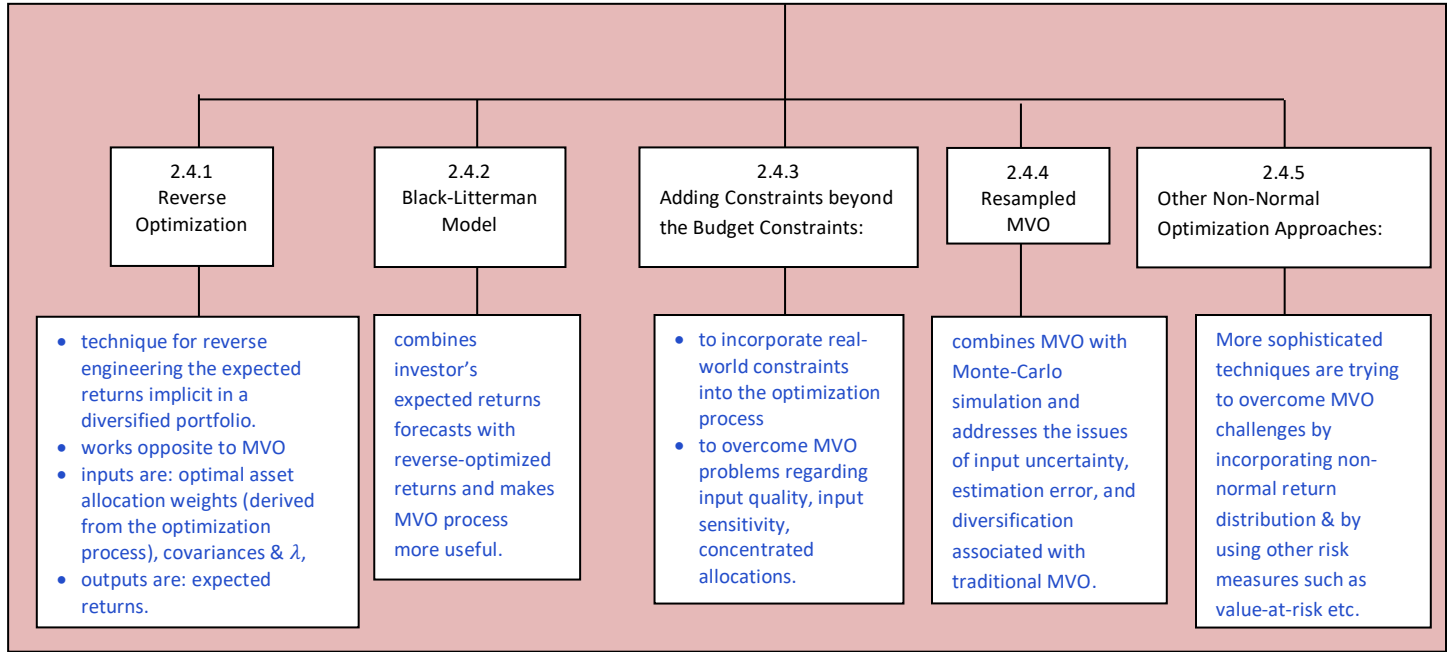 2.4.1
Reverse
Optimization
2.4.2
Black-Litterman
Model
2.4.3
Adding Constraints beyond
the Budget Constraints:
2.4.4
Resampled
MVO
2.4.5
Other Non-Normal
Optimization Approaches:
• technique for reverse
engineering the expected
returns implicit in a
diversified portfolio.
• works opposite to MVO
• inputs are: optimal asset
allocation weights (derived
from the optimization
process), covariances & λ,
• outputs are: expected
returns.
combines
investor’s
expected returns
forecasts with
reverse-optimized
returns and makes
MVO process
more useful.
• to incorporate real-
world constraints
into the optimization
process
• to overcome MVO
problems regarding
input quality, input
sensitivity,
concentrated
allocations.
combines MVO with
Monte-Carlo
simulation and
addresses the issues
of input uncertainty,
estimation error, and
diversification
associated with
traditional MVO.
More sophisticated
techniques are trying
to overcome MVO
challenges by
incorporating non-
normal return
distribution & by
using other risk
measures such as
value-at-risk etc.